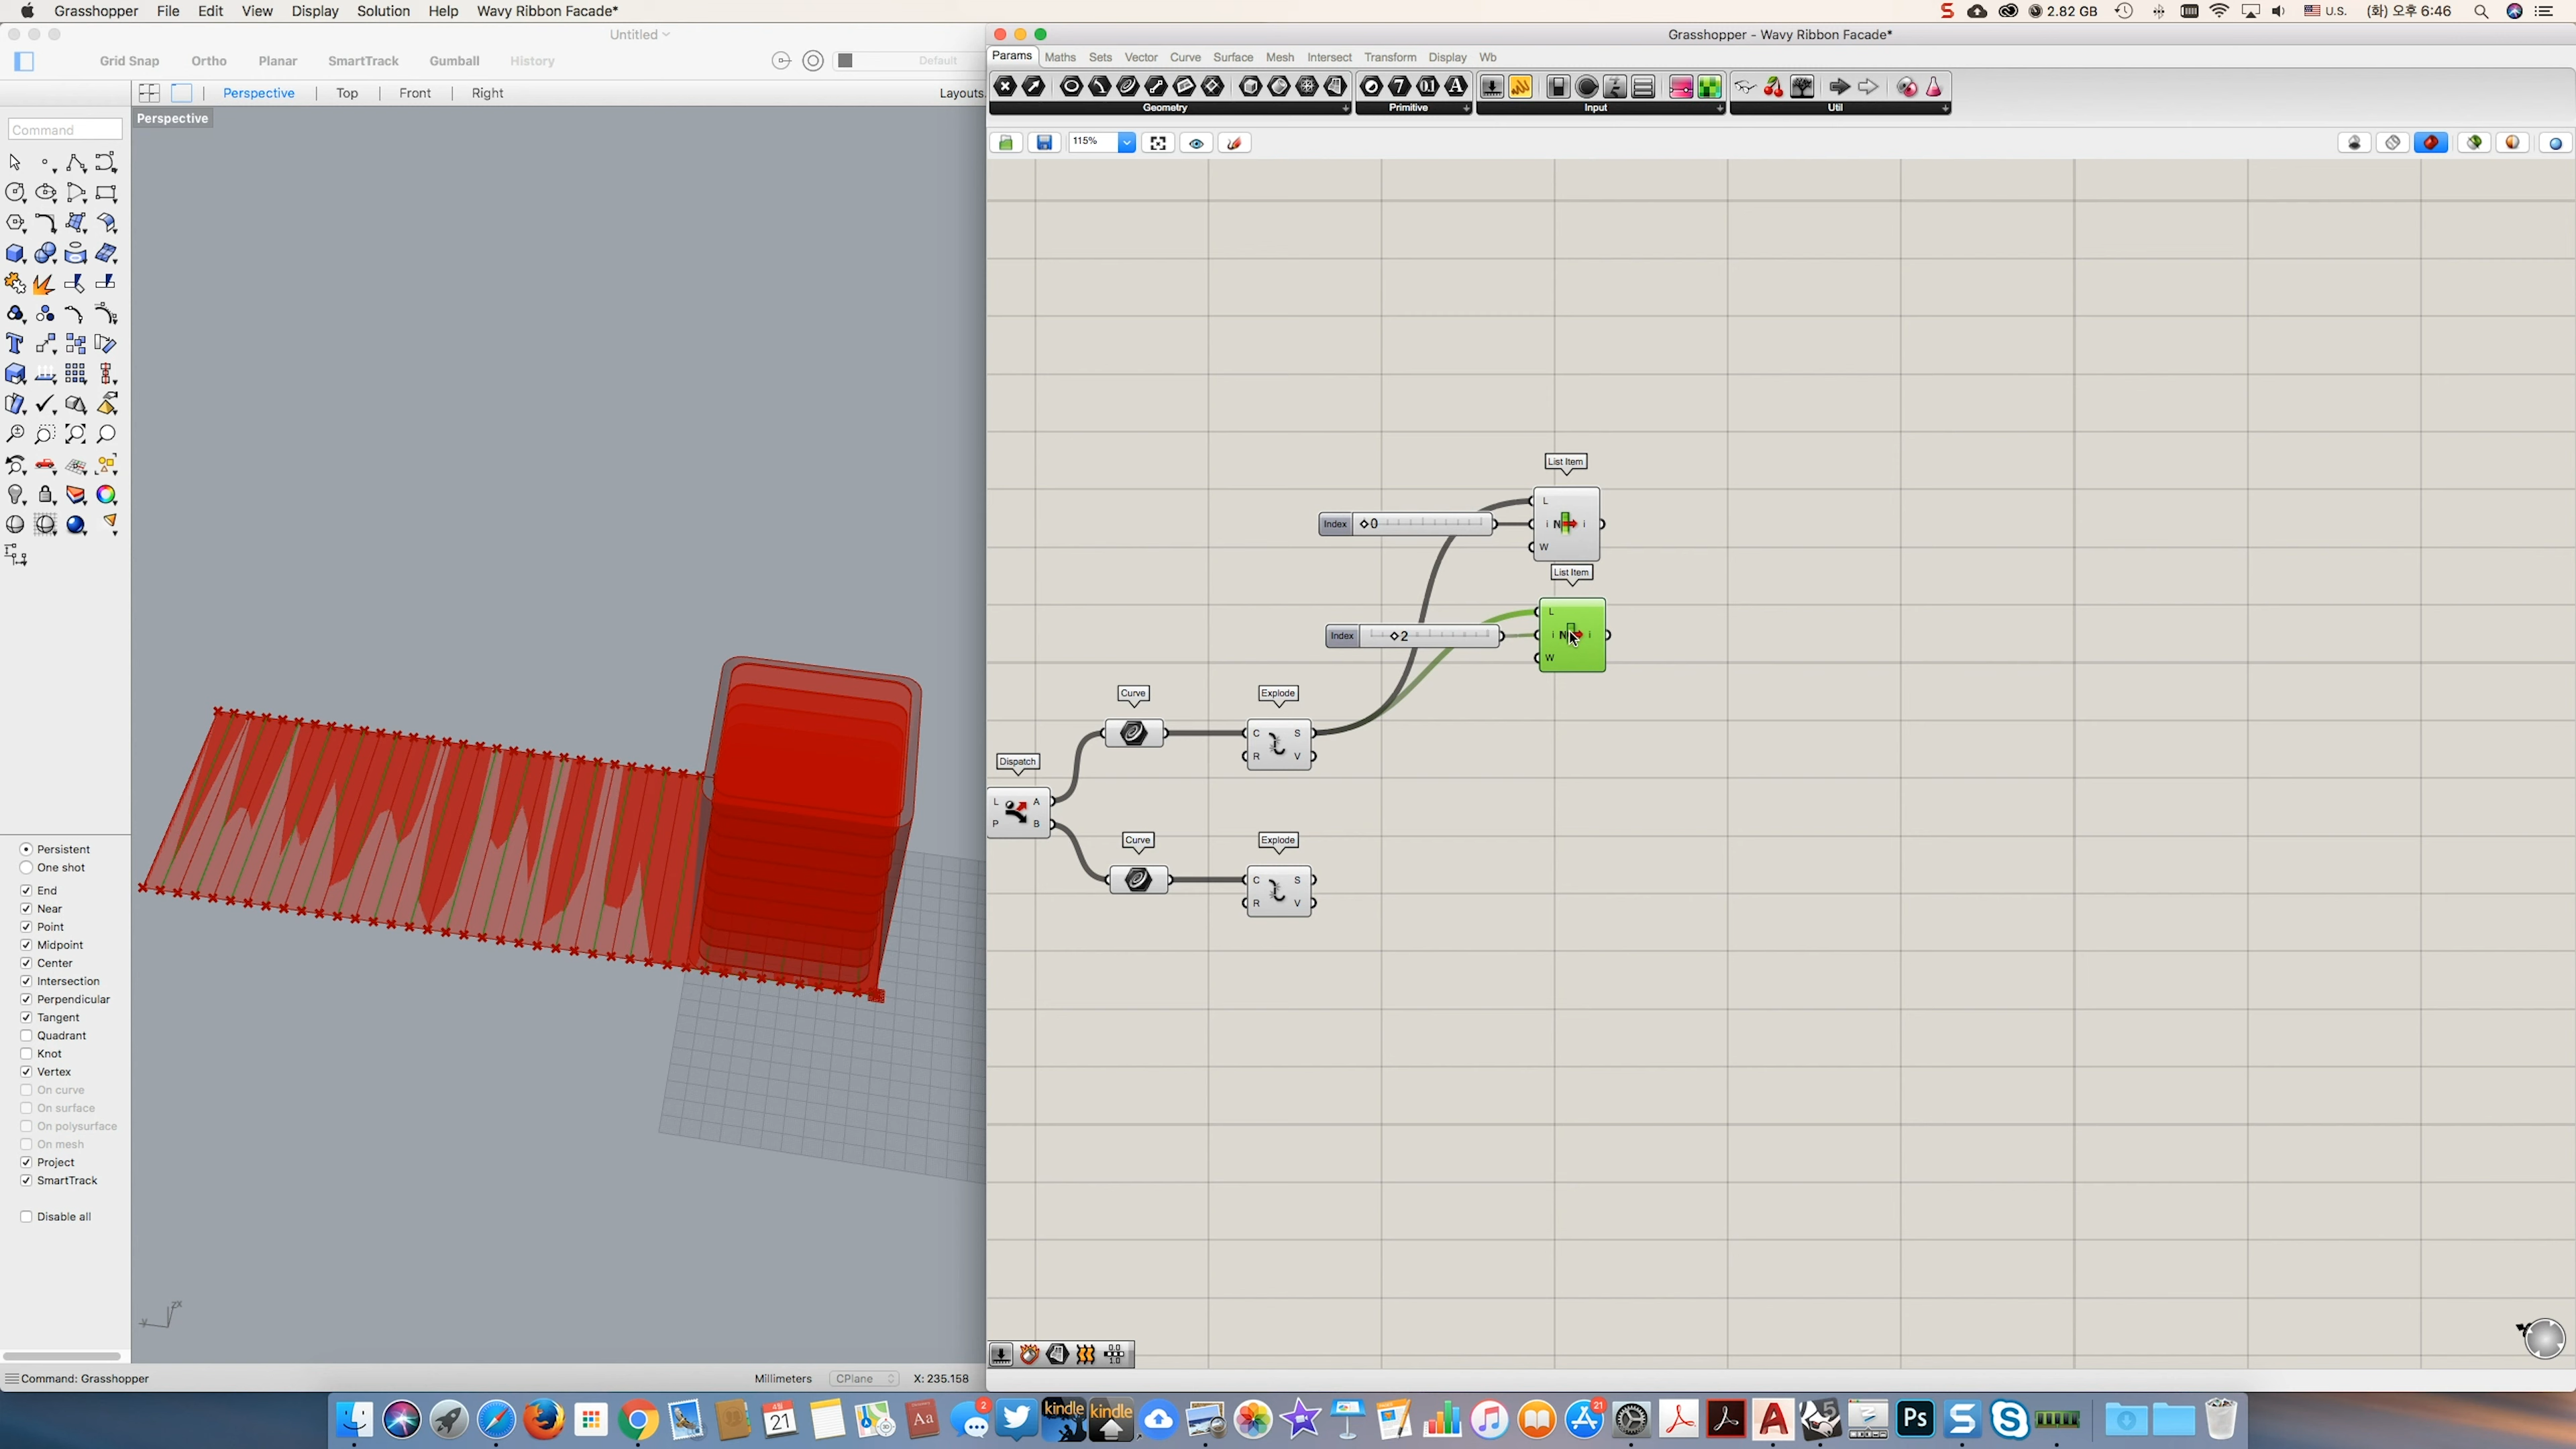 Grasshopper File Edit View Display Solution Help Wavy Ribbon Facade*
2.82 GB U.S. (화) 오후 6:46
Untitled
Grasshopper - Wavy Ribbon Facade*
Grid Snap Ortho Planar SmartTrack Gumball History Default
Params Maths Sets Vector Curve Surface Mesh Intersect Transform Display Wb
Geometry Primitive Input Util
Perspective Top Front Right Layouts...
Perspective
Command
115%
List Item
Index 0
L
i N i
W
List Item
Index 2
L
i N i
W
Curve
Explode
C S
R V
Dispatch
L A
P B
Curve
Explode
C S
R V
Persistent
One shot
End
Near
Point
Midpoint
Center
Intersection
Perpendicular
Tangent
Quadrant
Knot
Vertex
On curve
On surface
On polysurface
On mesh
Project
SmartTrack
Disable all
Command: Grasshopper
Millimeters CPlane X: 235.158
21
Aa
2
kindle
kindle
21
Ps
S